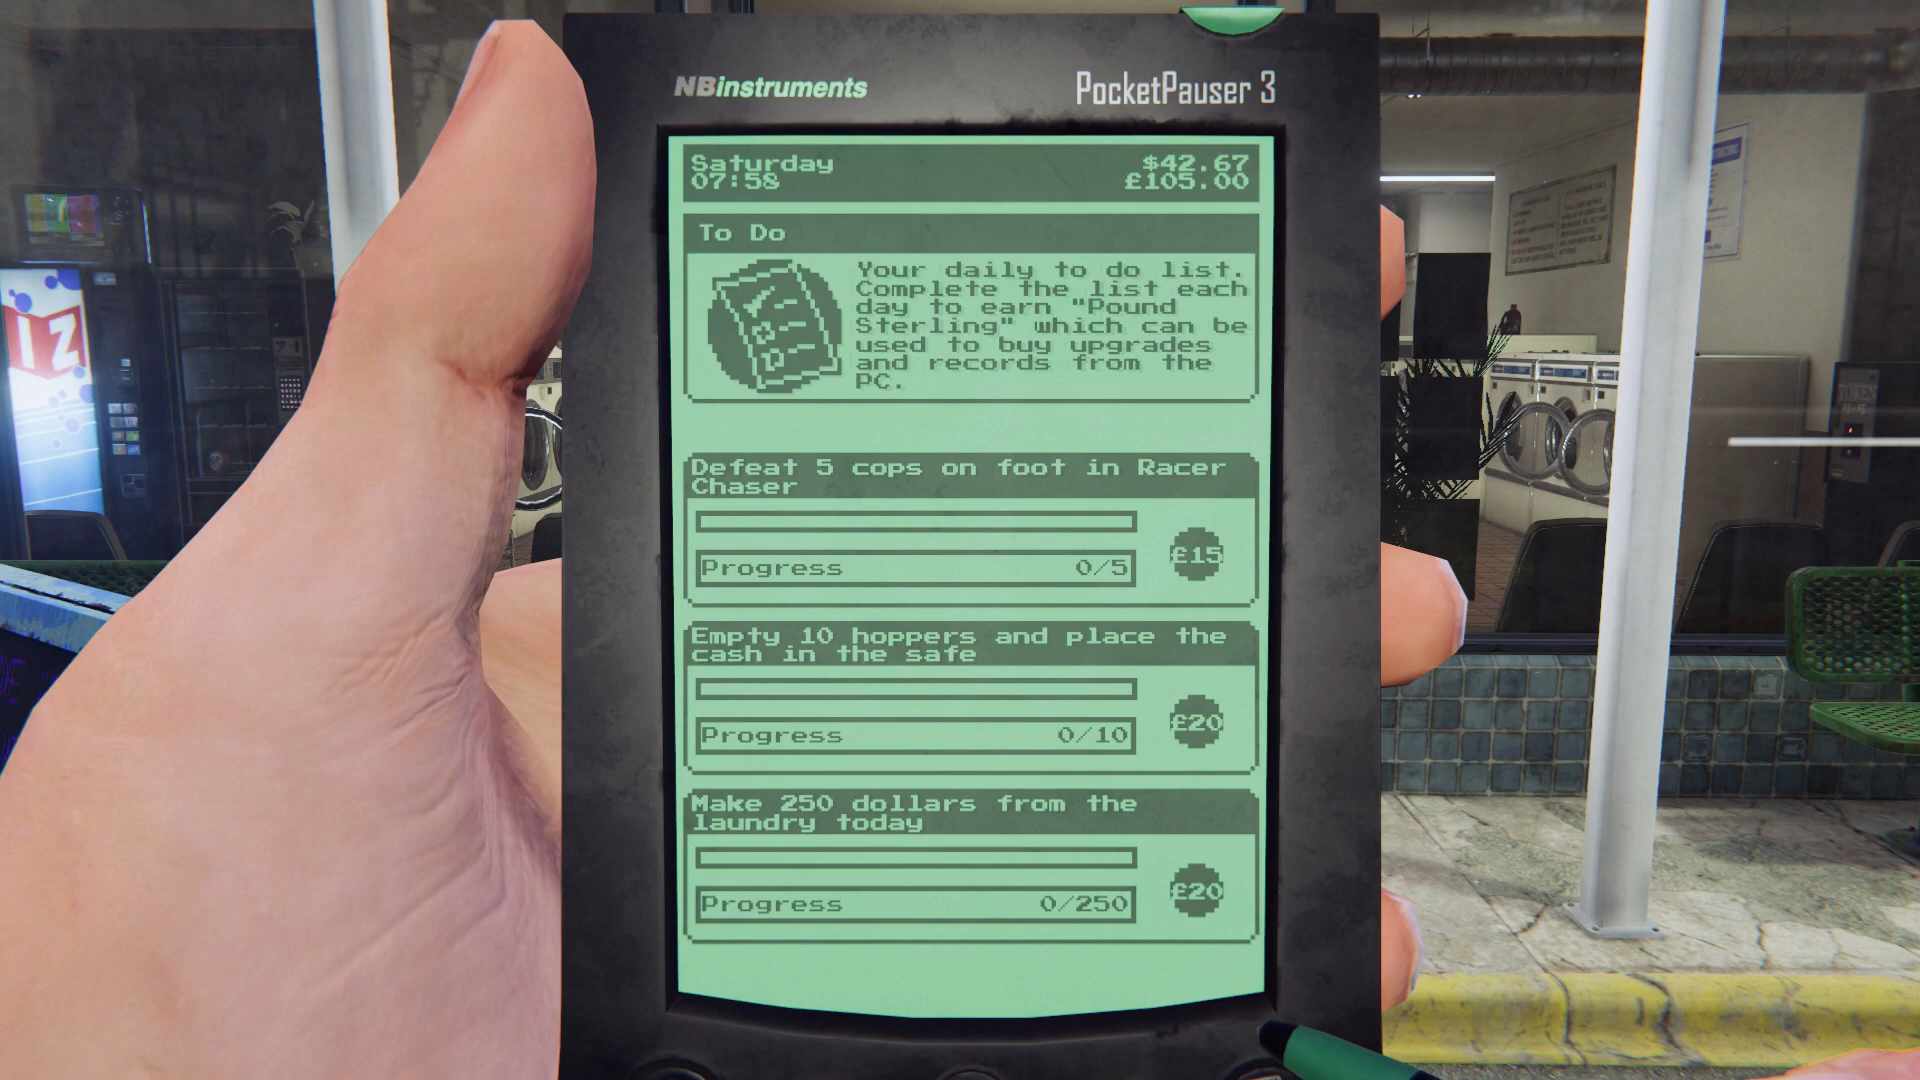 NBinstruments
PocketPauser 3
Saturday
$42.67
07:58
£105.00
To Do
Your daily to do list.
Complete the list each
day to earn "Pound
Sterling" which can be
used to buy upgrades
and records from the
PC.
Defeat 5 cops on foot in Racer
Chaser
Progress 0/5
£15
Empty 10 hoppers and place the
cash in the safe
Progress 0/10
£20
Make 250 dollars from the
laundry today
Progress 0/250
£20
IZ
TOKEN